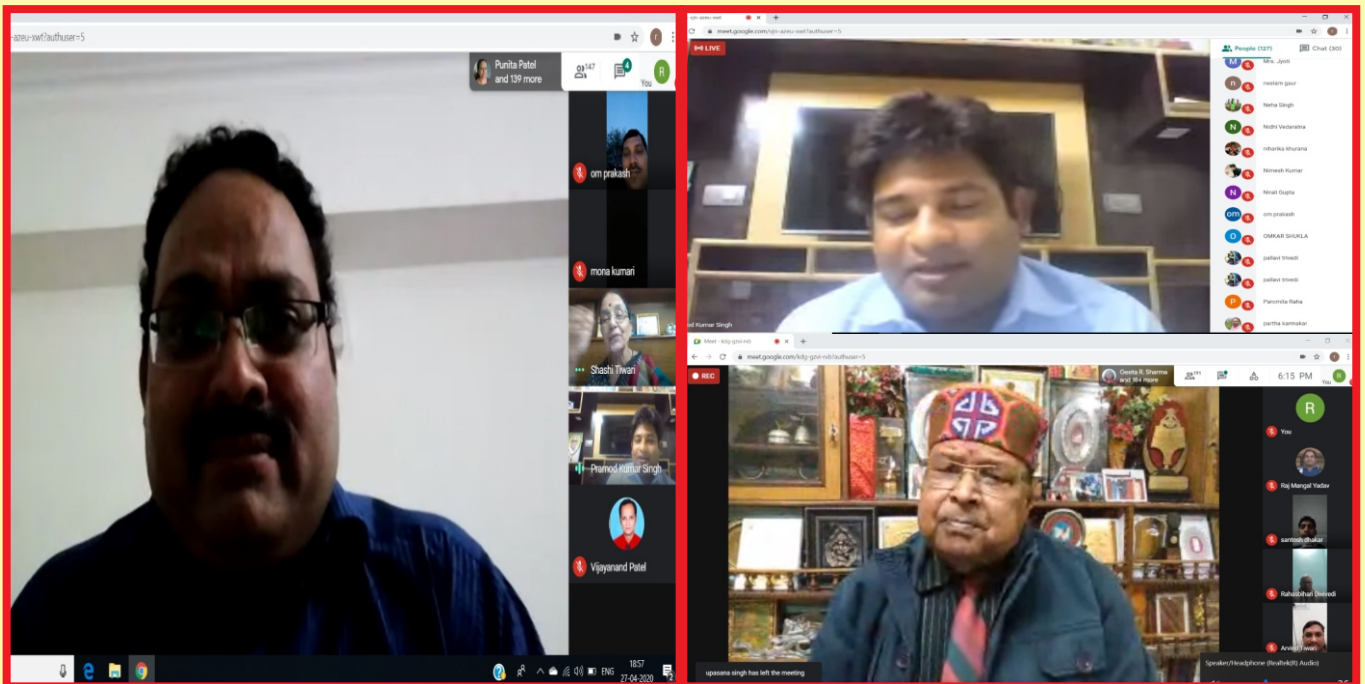 -azeu-xwt?authuser=5
Punita Patel
and 139 more
147
4
R
You
om prakash
mona kumari
Shashi Tiwari
Pramod Kumar Singh
Vijayanand Patel
ENG
18:57
27-04-2020
2
meet.google.com/vjn-azeu-xwt?authuser=5
LIVE
People (127)
Chat (30)
M
Mrs. Jyoti
n
neelam gaur
Neha Singh
N
Nidhi Vedaratna
niharika khurana
Nimesh Kumar
N
Nirali Gupta
om
om prakash
O
OMKAR SHUKLA
pallavi trivedi
pallavi trivedi
P
Paromita Raha
partha karmakar
od Kumar Singh
meet.google.com/kdg-gzvi-nib?authuser=5
REC
Geeta R. Sharma
and 184 more
191
6:15 PM
You
R
R
You
Raj Mangal Yadav
santosh dhakar
Rahasbihari Dwivedi
Tiwari
upasana singh has left the meeting
Speaker/Headphone (Realtek(R) Audio)